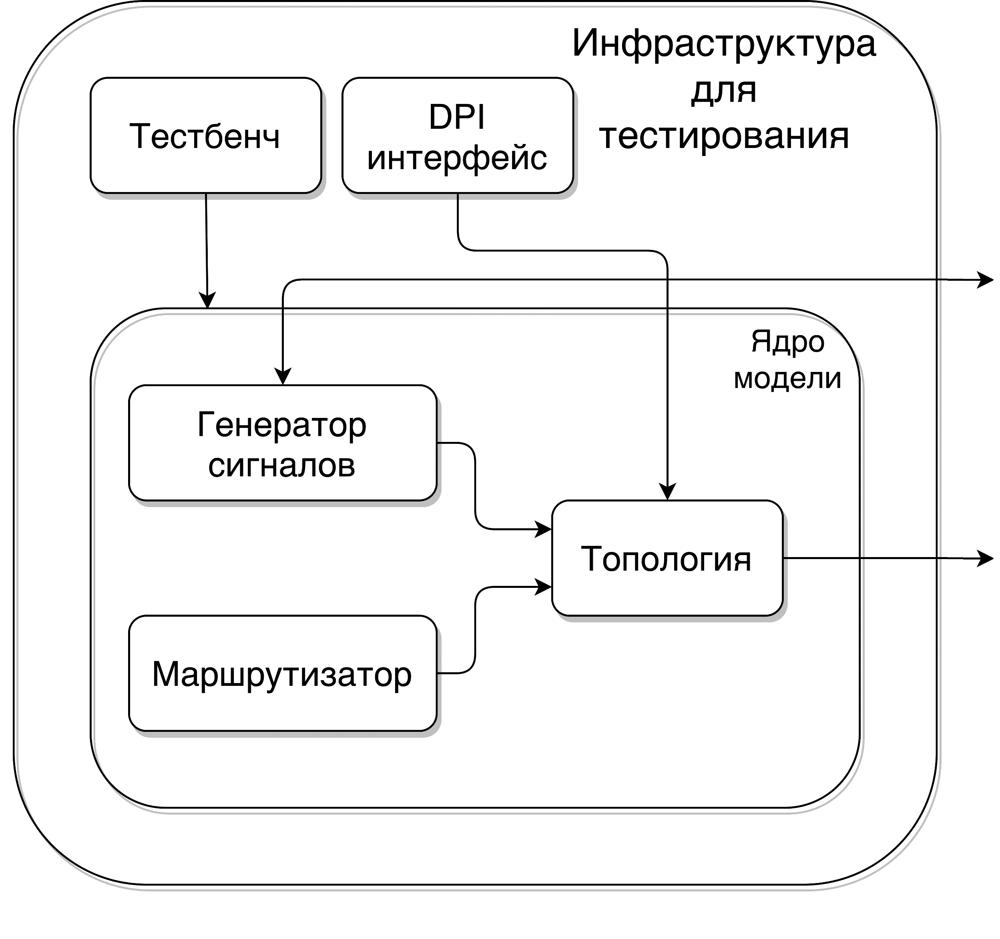 Инфраструктура
для
тестирования
Тестбенч
DPI
интерфейс
Ядро
модели
Генератор
сигналов
Топология
Маршрутизатор